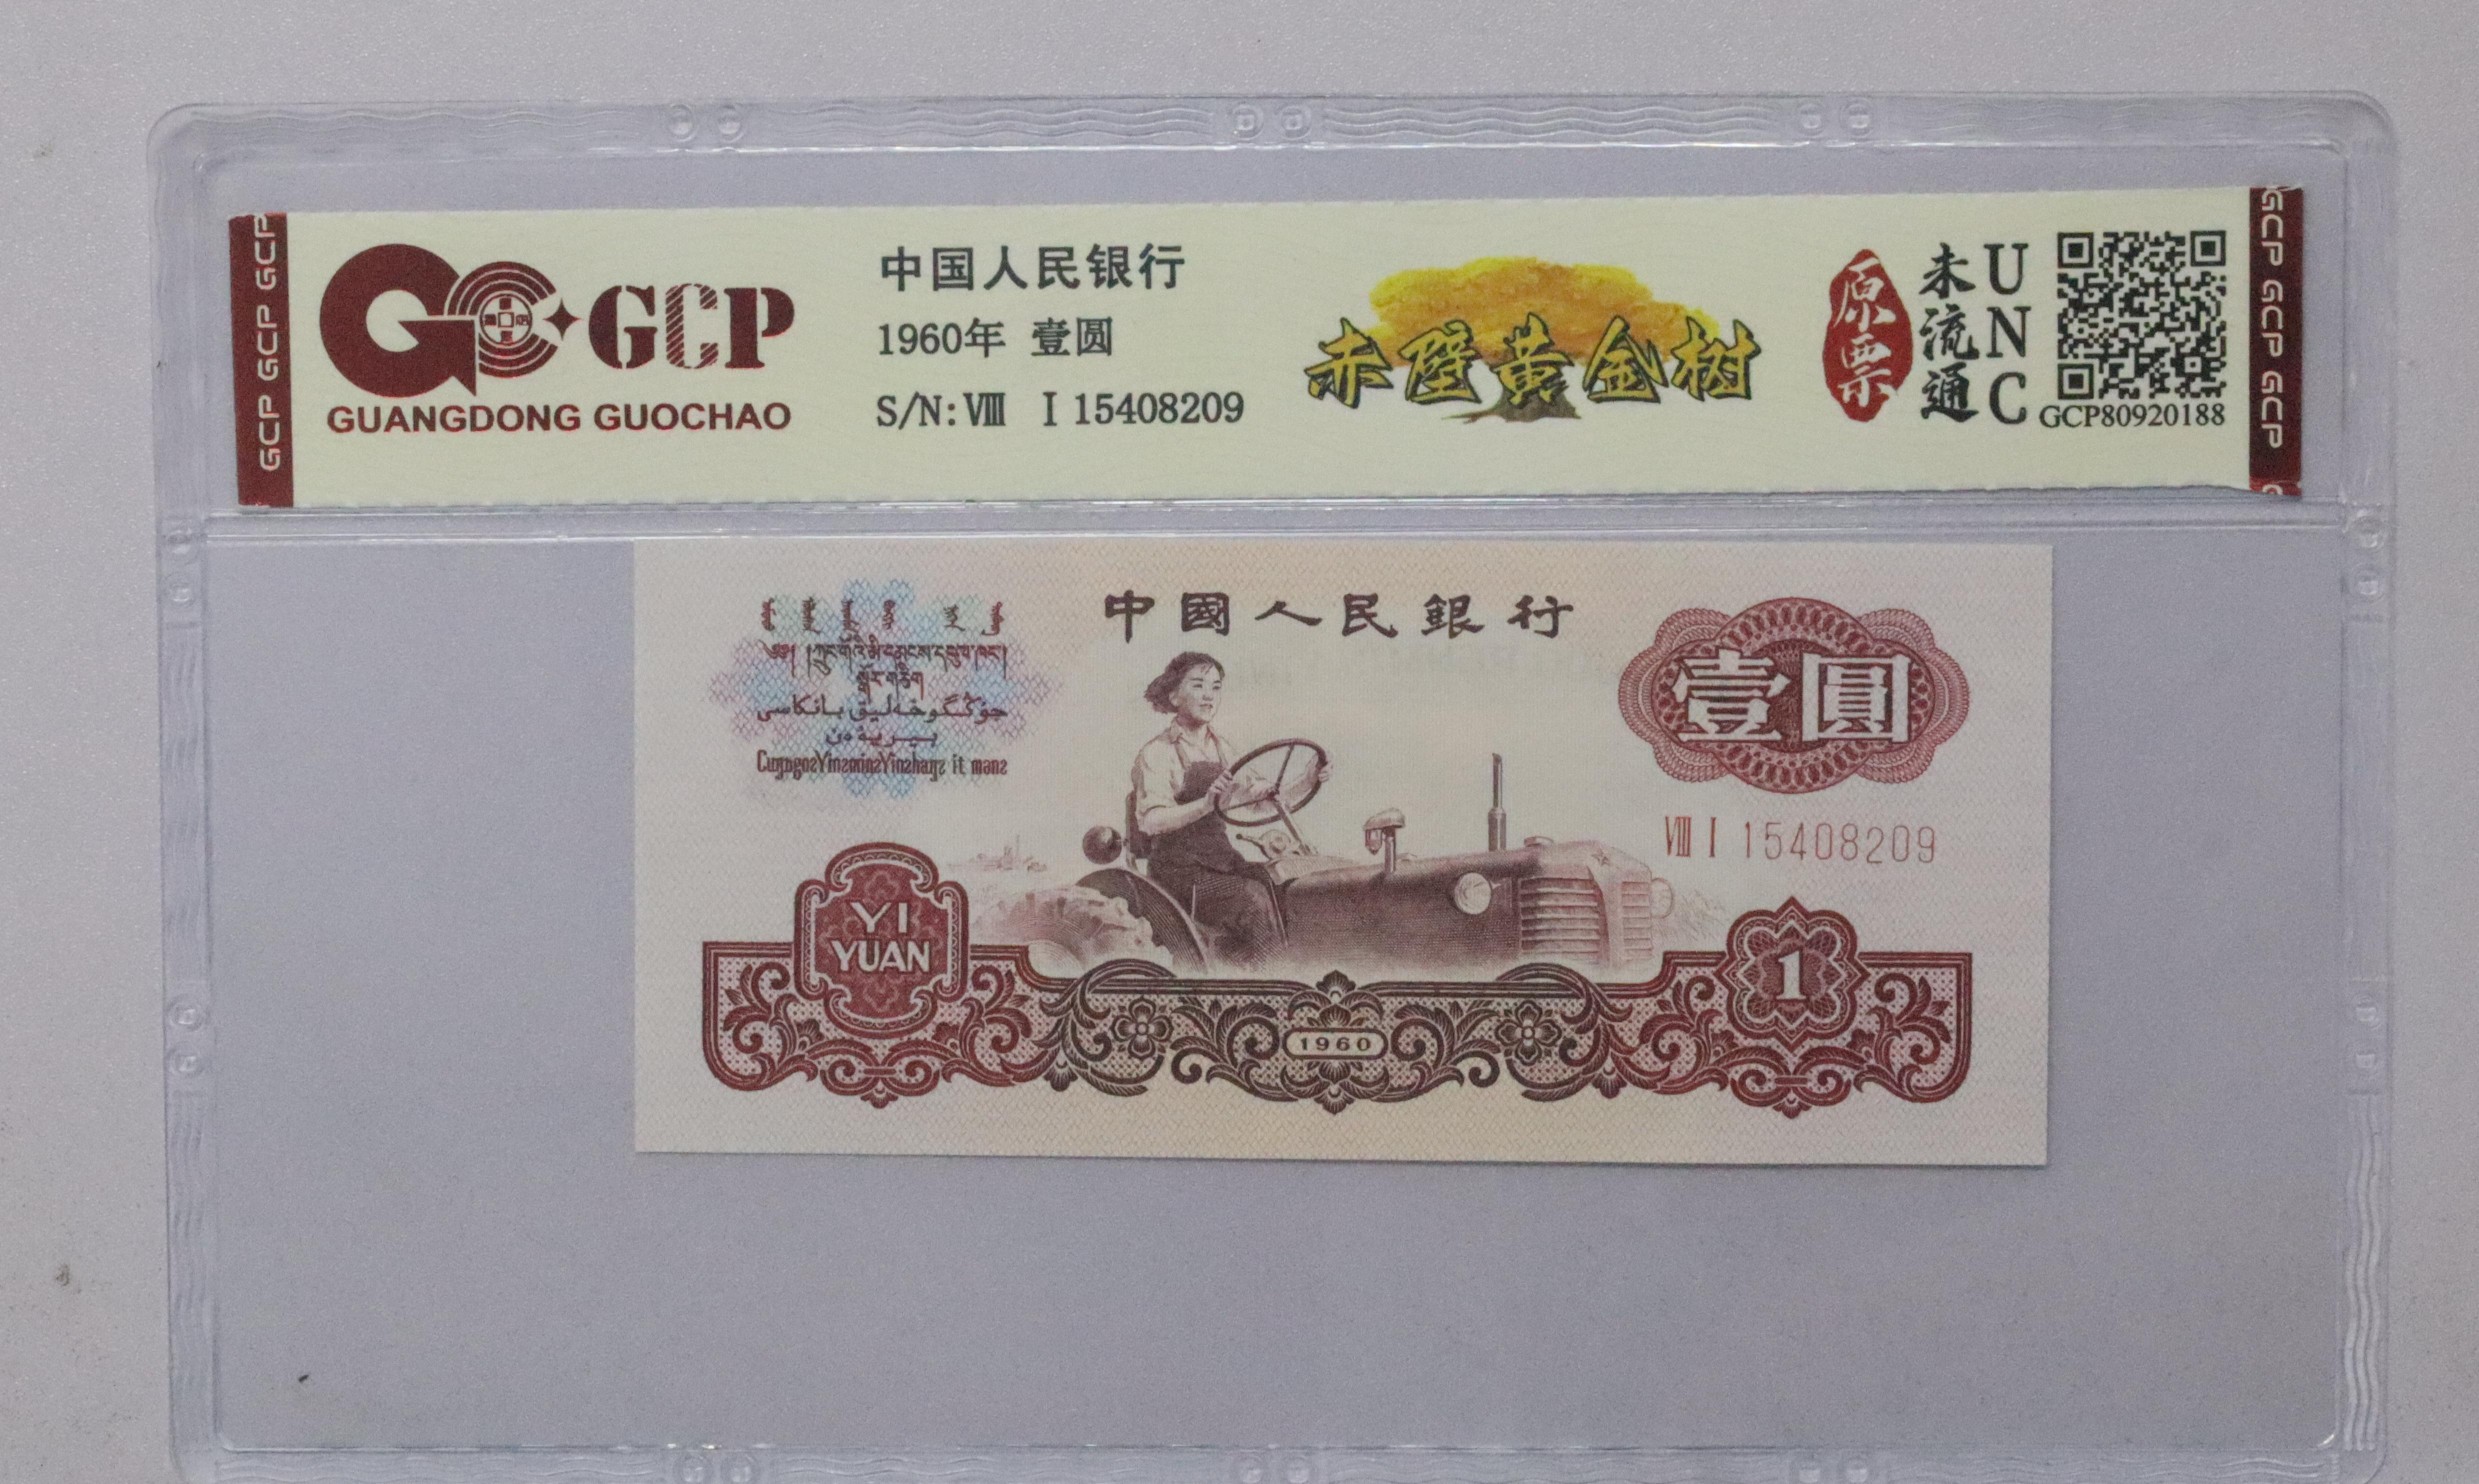 GCP GCP GCP
GCP
GUANGDONG GUOCHAO
中国人民银行
1960年 壹圆
S/N: Ⅷ Ⅰ 15408209
赤壁黄金树
原票
未流通
UNC
GCP80920188
GCP GCP GCP
中國人民銀行
壹圓
Ⅷ Ⅰ 15408209
YI
YUAN
1960
1